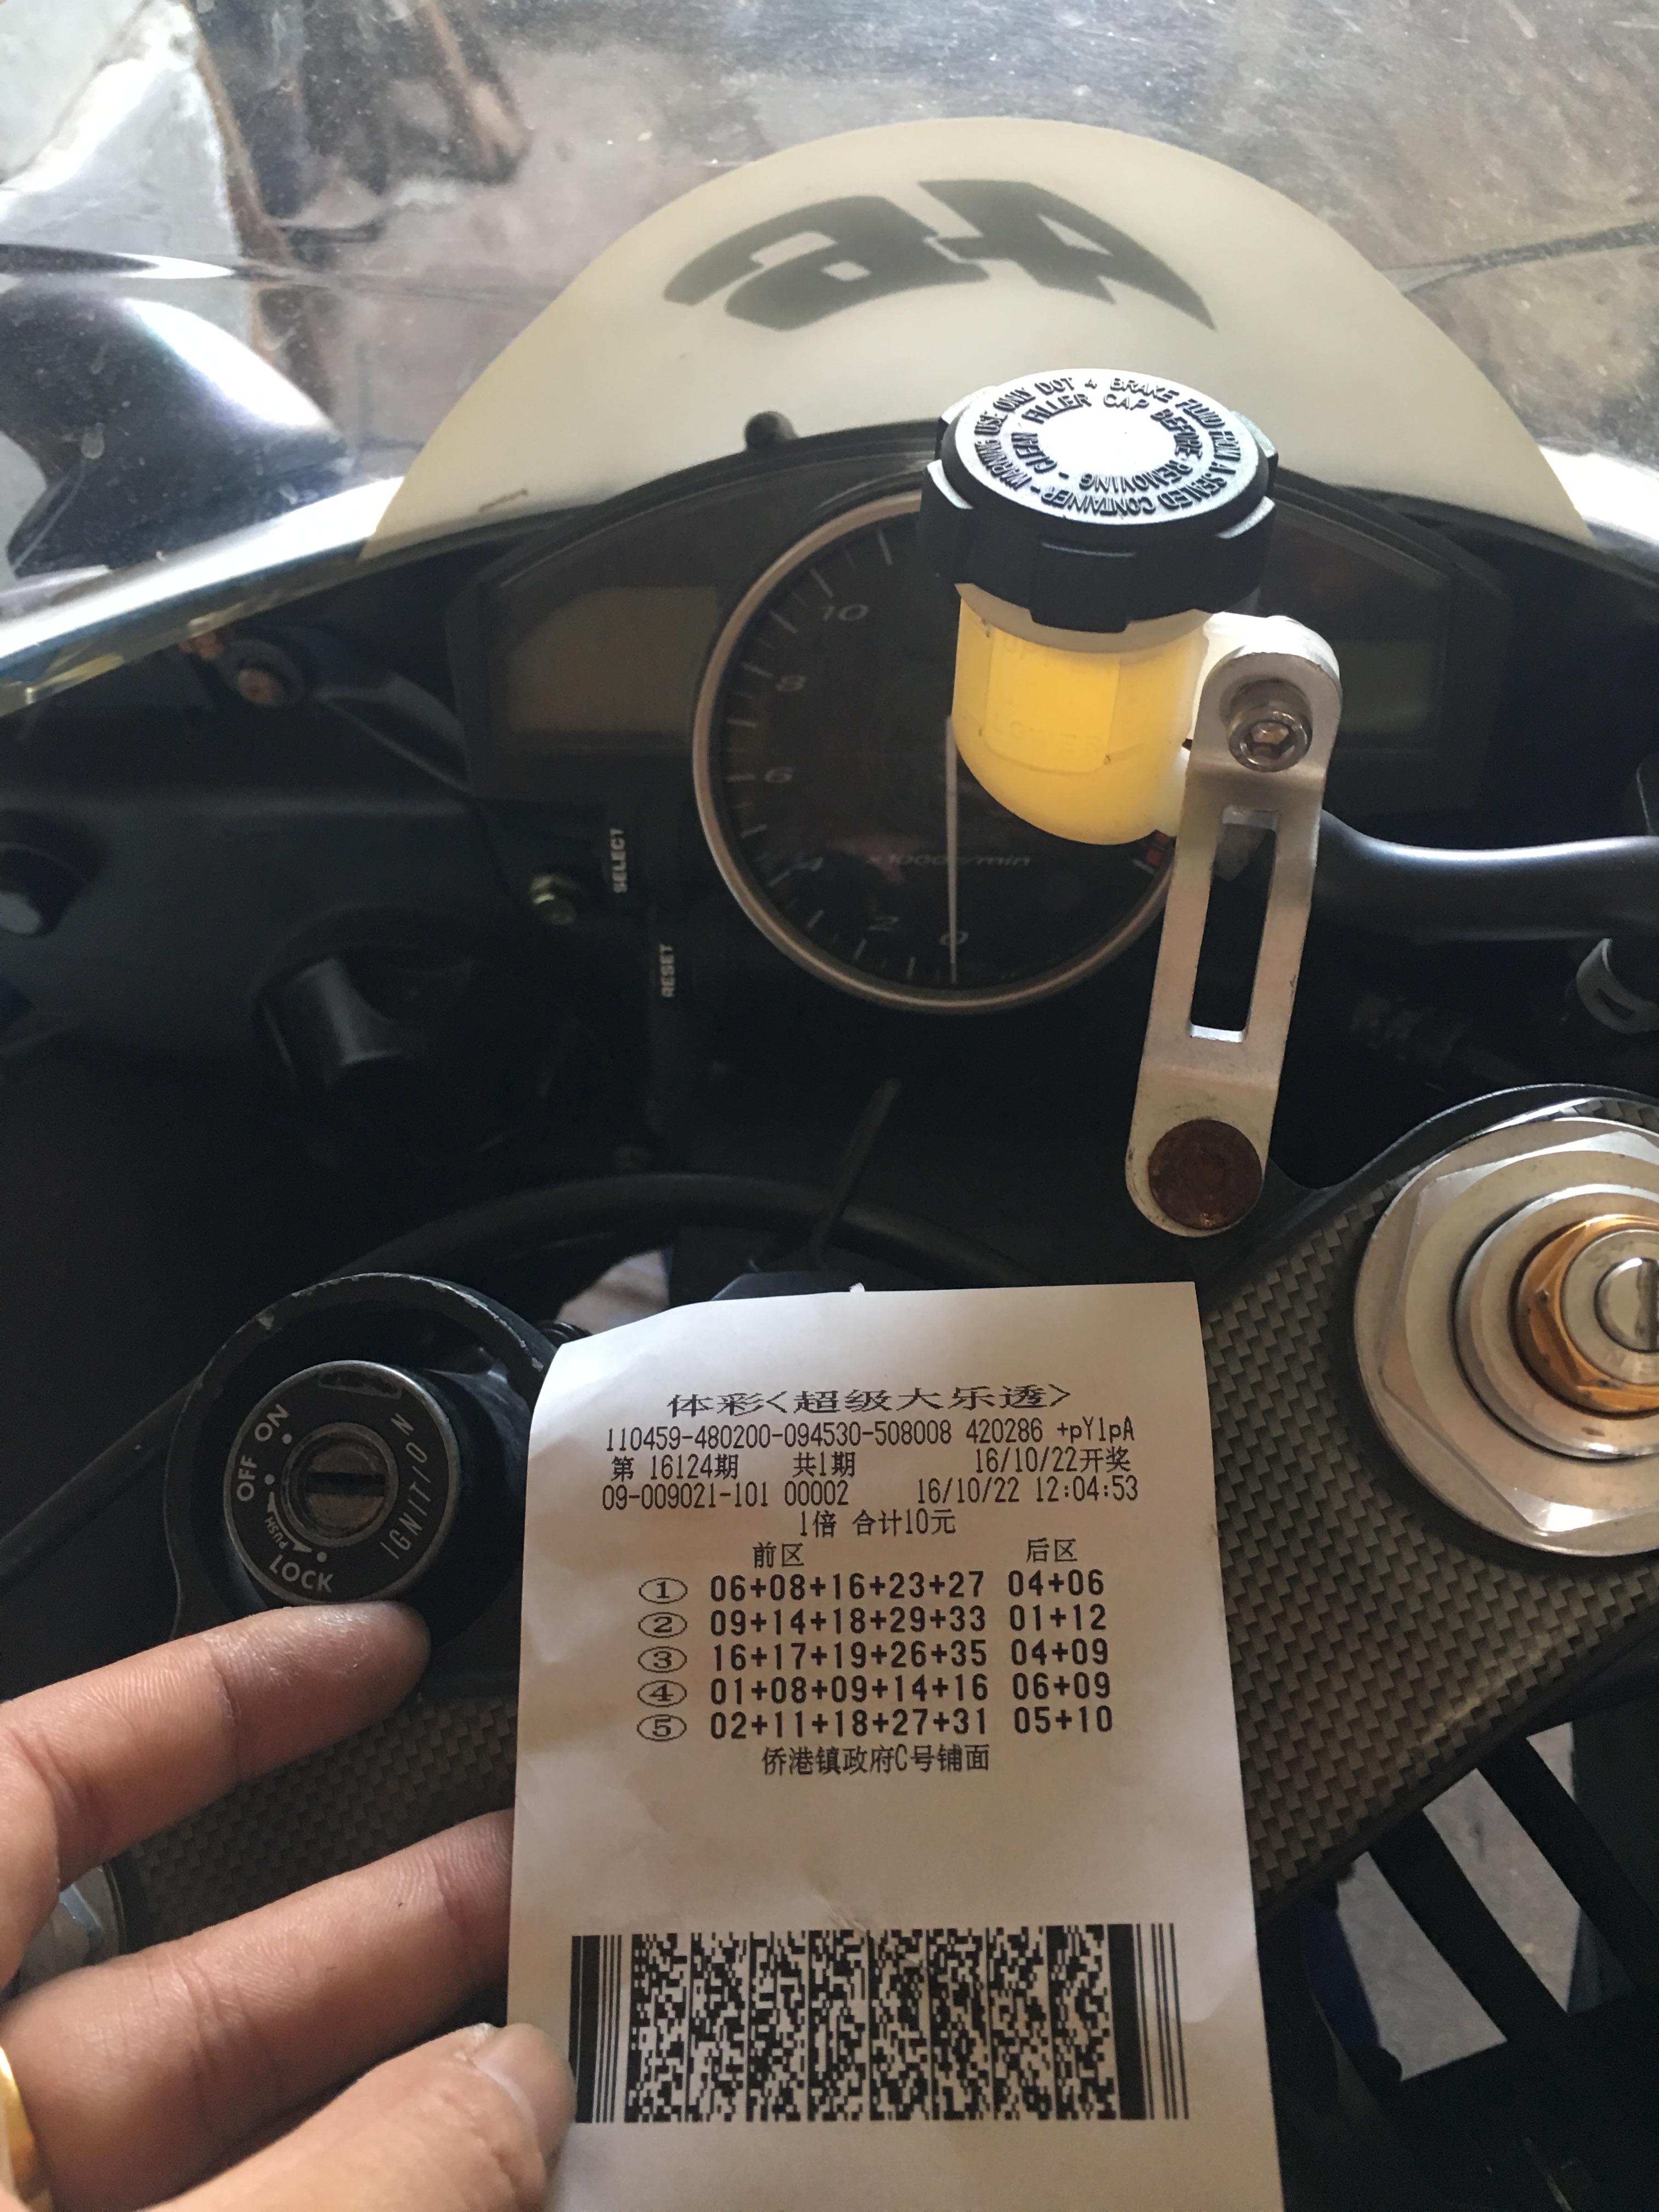 46
WARNING USE ONLY DOT 4 BRAKE FLUID FROM A SEALED CONTAINER-
CLEAN FILLER CAP BEFORE REMOVING ·
10
8
6
4
2
0
x1000r/min
SELECT
RESET
ON
OFF
PUSH
LOCK
IGNITION
体彩<超级大乐透>
110459-480200-094530-508008 420286 +pY1pA
第 16124期 共1期 16/10/22开奖
09-009021-101 00002 16/10/22 12:04:53
1倍 合计10元
前区 后区
① 06+08+16+23+27 04+06
② 09+14+18+29+33 01+12
③ 16+17+19+26+35 04+09
④ 01+08+09+14+16 06+09
⑤ 02+11+18+27+31 05+10
侨港镇政府C号铺面